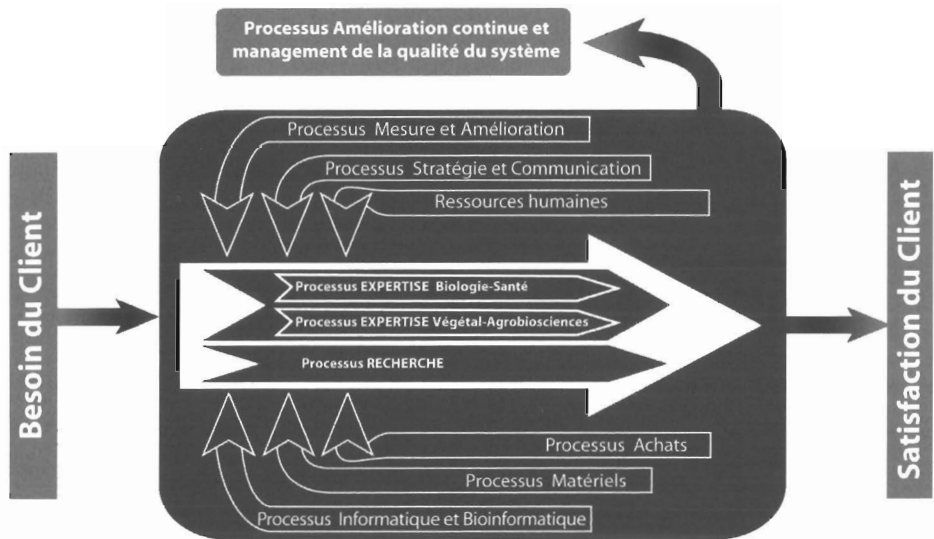 Processus Amélioration continue et
management de la qualité du système
Besoin du Client
Processus Mesure et Amélioration
Processus Stratégie et Communication
Ressources humaines
Processus EXPERTISE Biologie-Santé
Processus EXPERTISE Végétal-Agrobiosciences
Processus RECHERCHE
Processus Achats
Processus Matériels
Processus Informatique et Bioinformatique
Satisfaction du Client